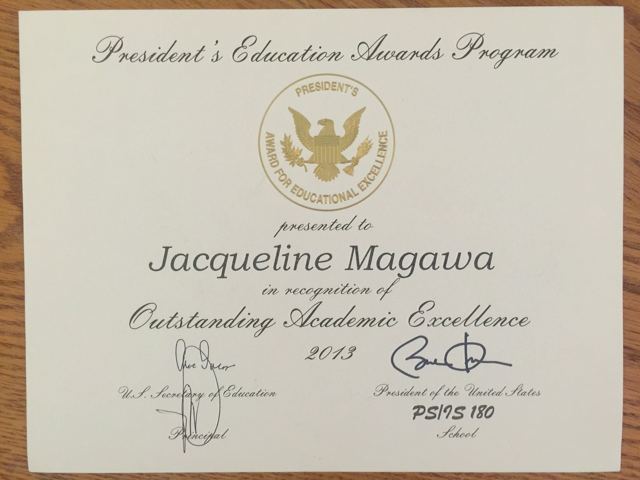 President's Education Awards Program
PRESIDENT'S
AWARD FOR EDUCATIONAL EXCELLENCE
presented to
Jacqueline Magawa
in recognition of
Outstanding Academic Excellence
2013
U.S. Secretary of Education
President of the United States
PS/IS 180
Principal
School